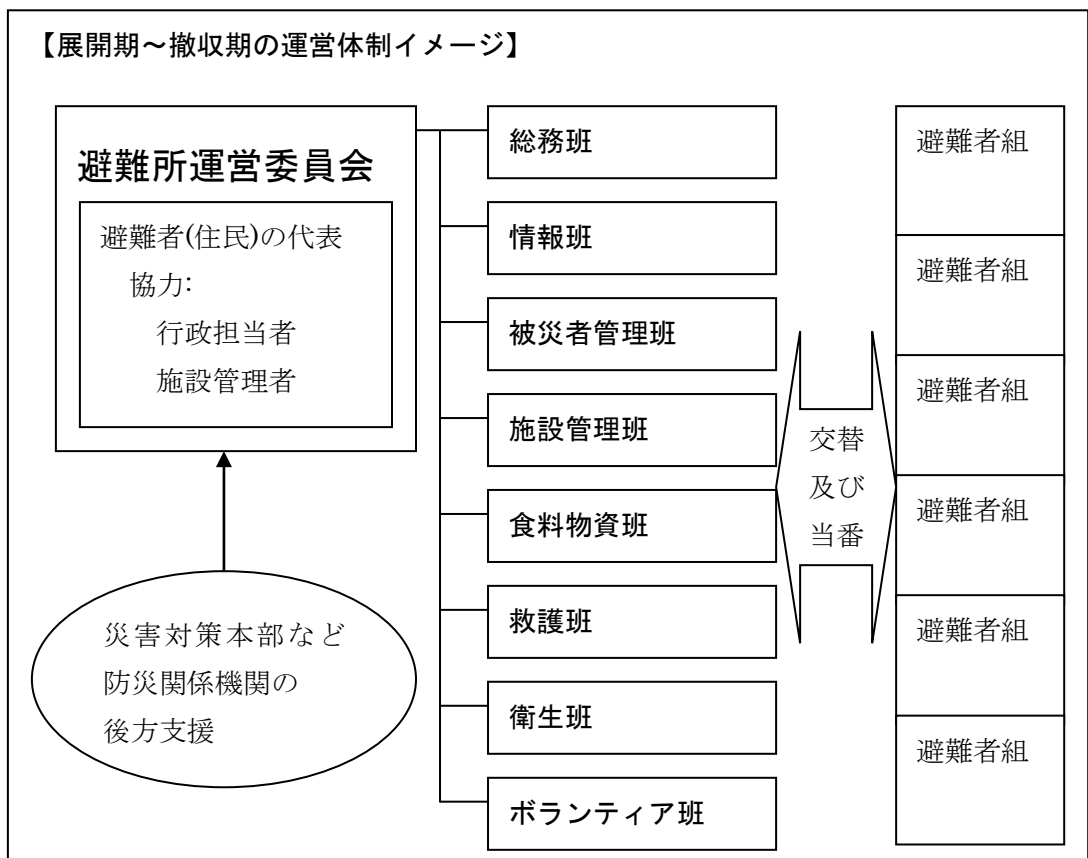 【展開期～撤収期の運営体制イメージ】
避難所運営委員会
避難者(住民)の代表
協力:
行政担当者
施設管理者
災害対策本部など
防災関係機関の
後方支援
総務班
情報班
被災者管理班
施設管理班
食料物資班
救護班
衛生班
ボランティア班
交替
及び
当番
避難者組
避難者組
避難者組
避難者組
避難者組
避難者組